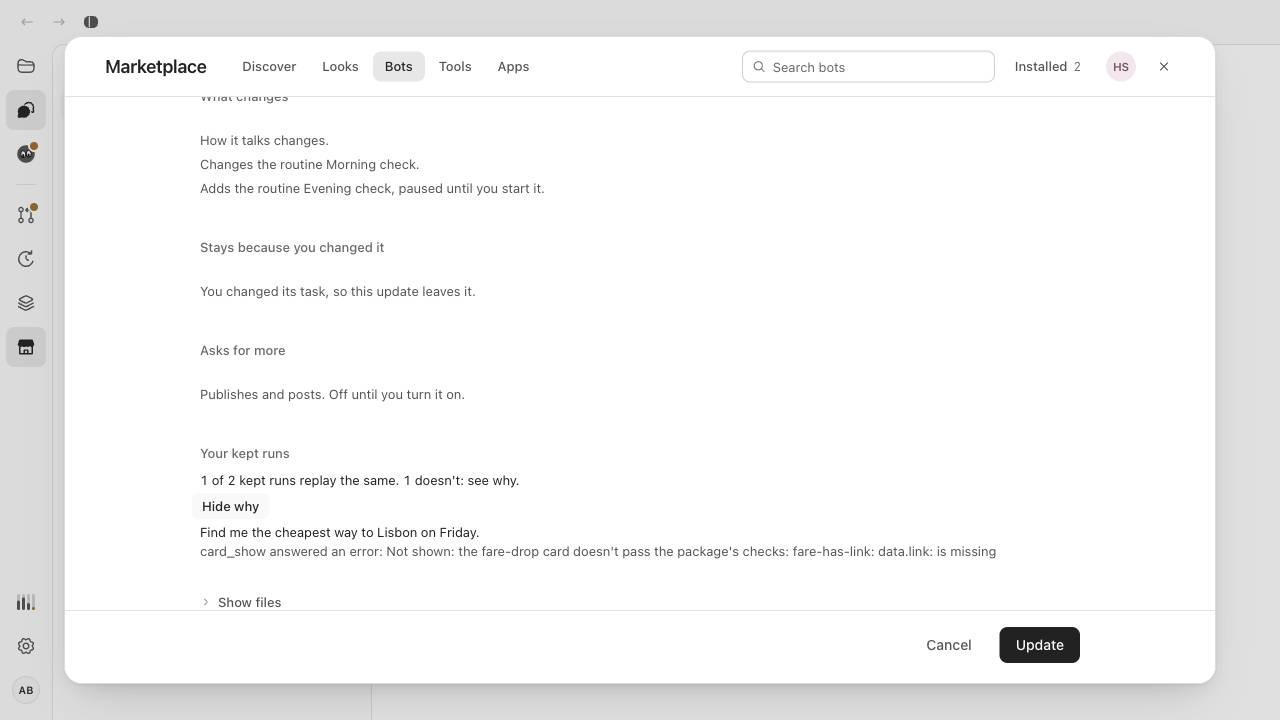 Marketplace
Discover
Looks
Bots
Tools
Apps
Search bots
Installed 2
HS
What changes
How it talks changes.
Changes the routine Morning check.
Adds the routine Evening check, paused until you start it.
Stays because you changed it
You changed its task, so this update leaves it.
Asks for more
Publishes and posts. Off until you turn it on.
Your kept runs
1 of 2 kept runs replay the same. 1 doesn't: see why.
Hide why
Find me the cheapest way to Lisbon on Friday.
card_show answered an error: Not shown: the fare-drop card doesn't pass the package's checks: fare-has-link: data.link: is missing
Show files
Cancel
Update
AB